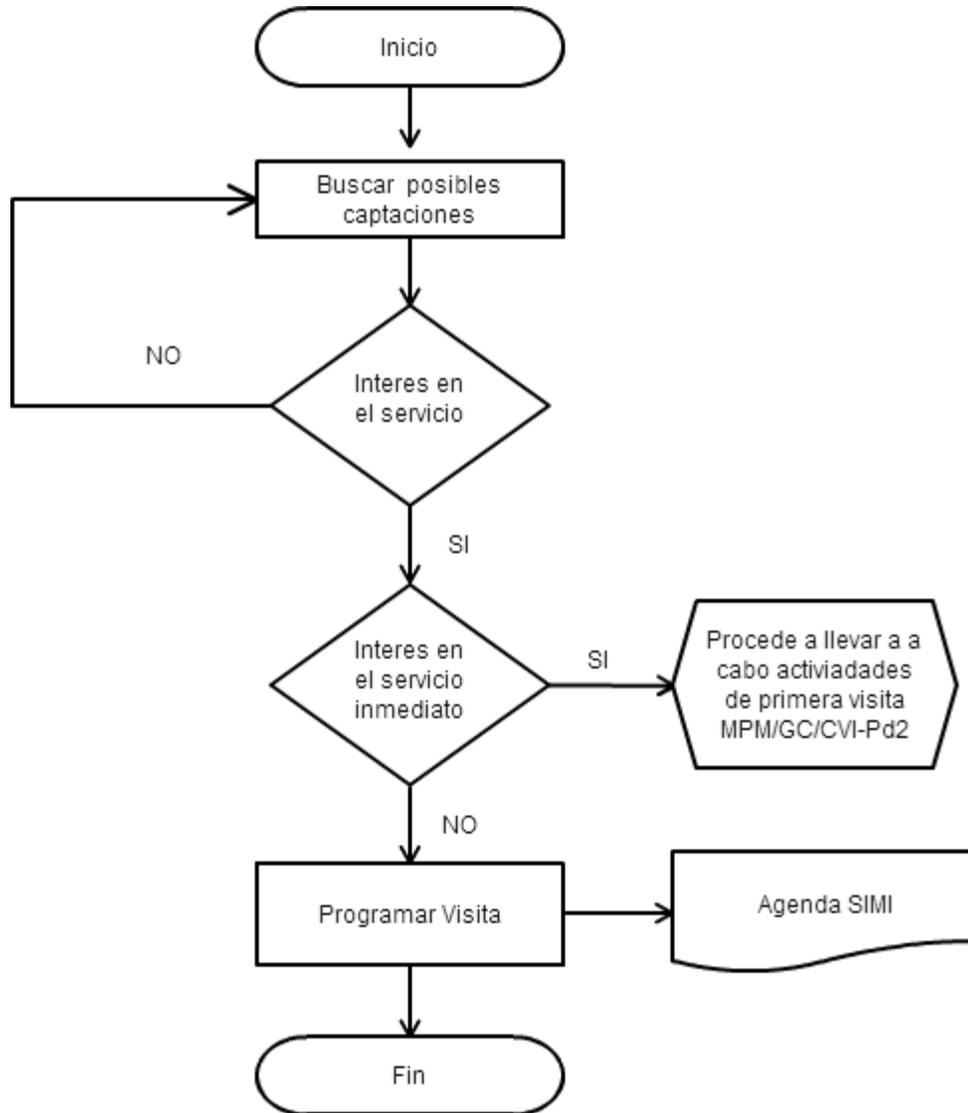 Inicio
Buscar posibles
captaciones
NO
Interes en
el servicio
SI
Interes en
el servicio
inmediato
SI
Procede a llevar a a
cabo activiadades
de primera visita
MPM/GC/CVI-Pd2
NO
Programar Visita
Agenda SIMI
Fin